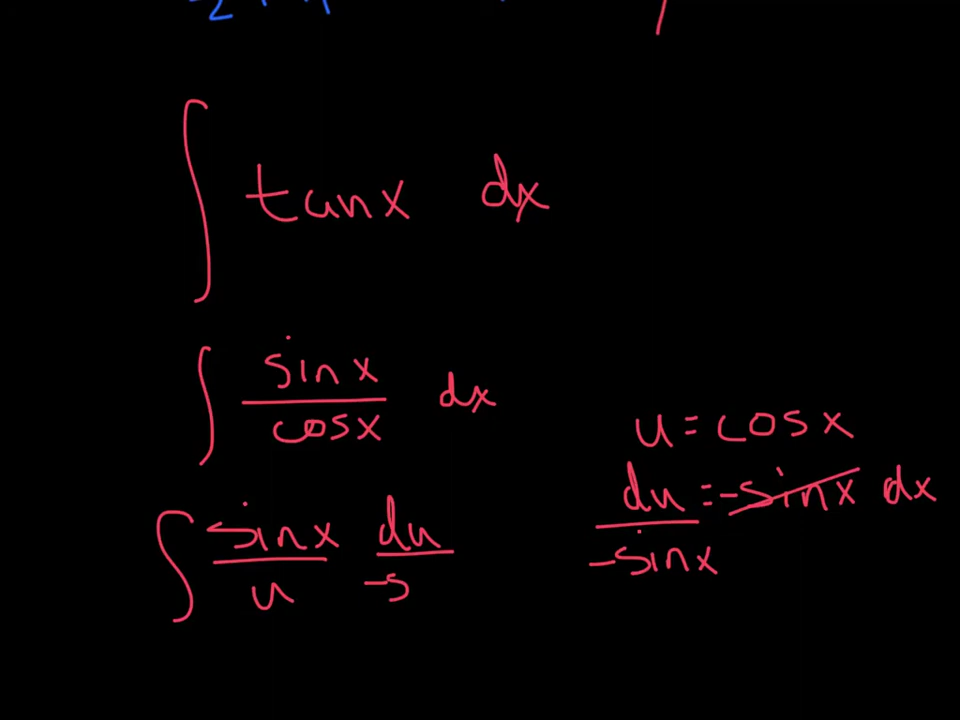 ∫ tanx dx
∫ sinx/cosx dx
u = cosx
du = -sinx dx
-sinx
∫ sinx/u du/-s